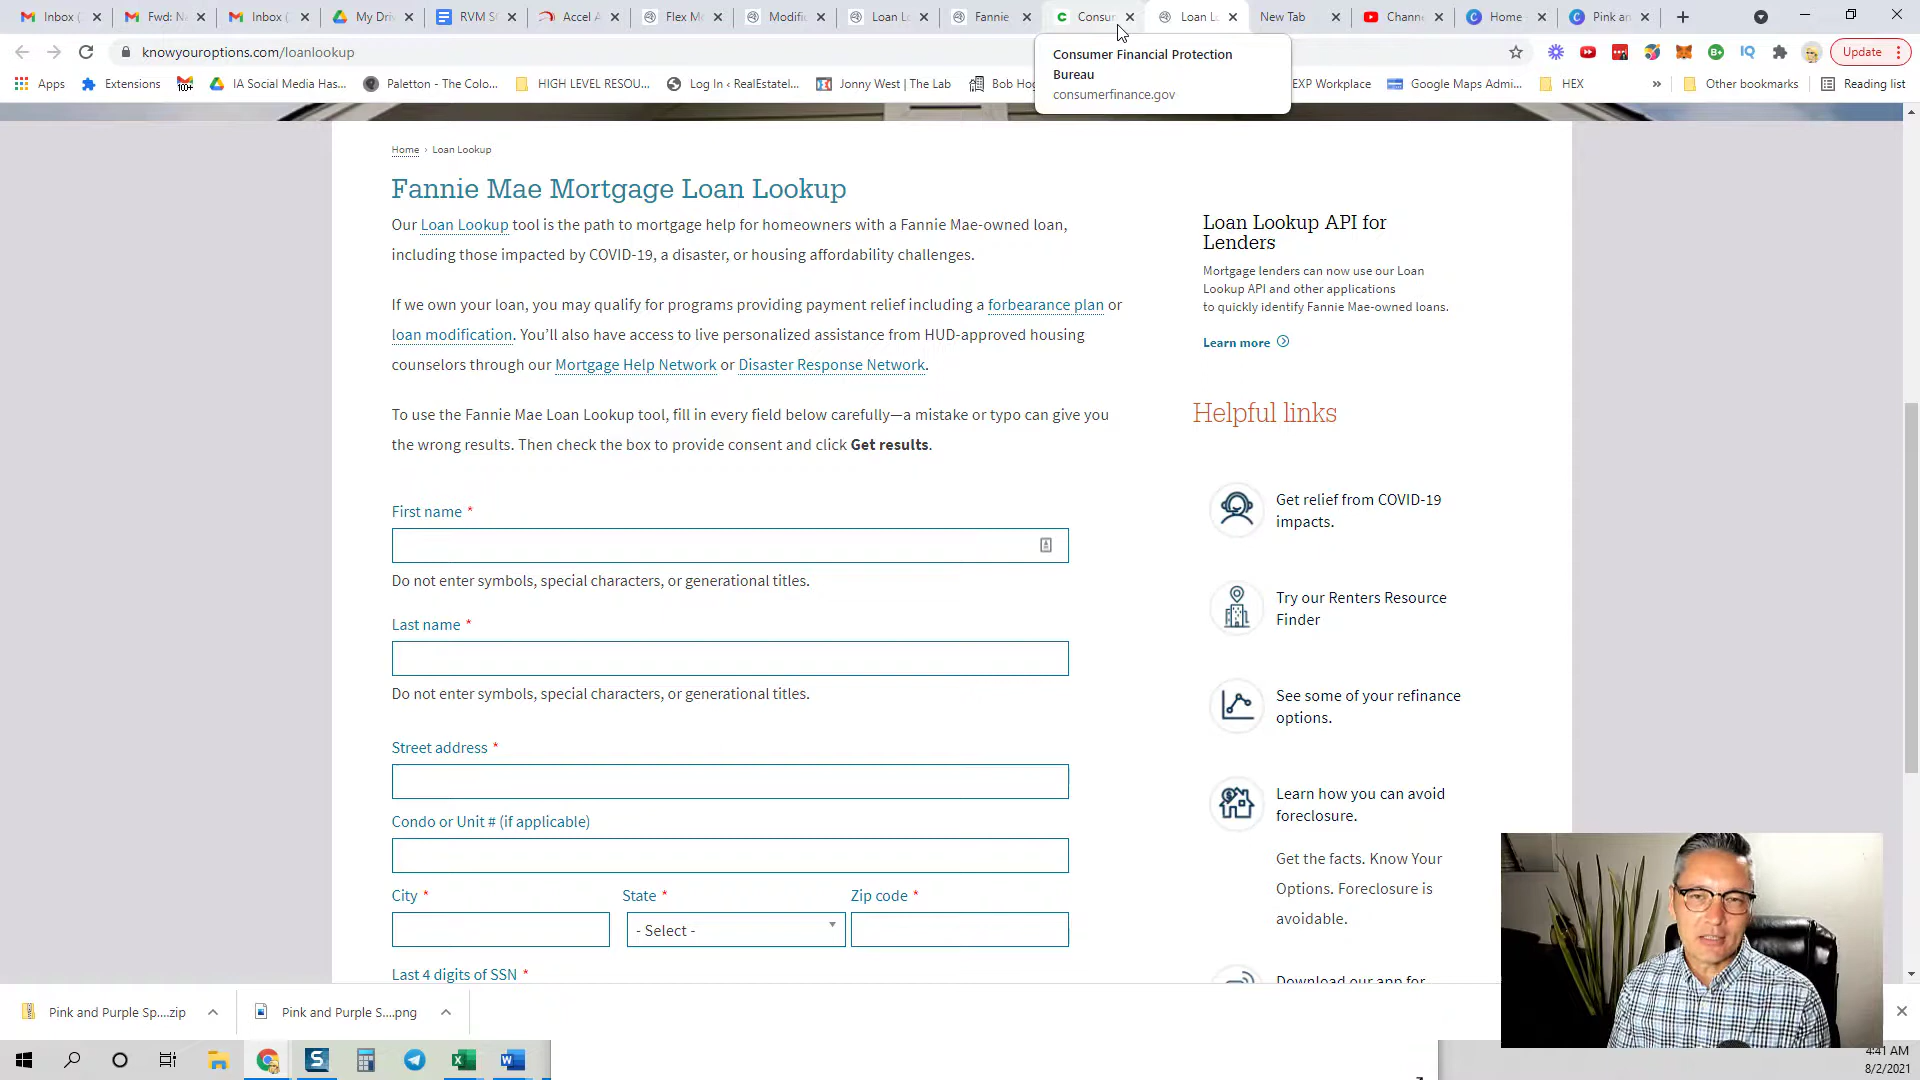 Inbox (
Fwd: N
Inbox (
My Driv
RVM SC
Accel A
Flex Mo
Modific
Loan Lo
Fannie
Consum
Loan Lo
New Tab
Chann
Home
Pink an
knowyouroptions.com/loanlookup
Update
Apps
Extensions
100+
IA Social Media Has...
Paletton - The Colo...
HIGH LEVEL RESOU...
Log In ‹ RealEstatel...
Jonny West | The Lab
Bob Ho
EXP Workplace
Google Maps Admi...
HEX
»
Other bookmarks
Reading list
Consumer Financial Protection
Bureau
consumerfinance.gov
Home › Loan Lookup
Fannie Mae Mortgage Loan Lookup
Our Loan Lookup tool is the path to mortgage help for homeowners with a Fannie Mae-owned loan,
including those impacted by COVID-19, a disaster, or housing affordability challenges.
If we own your loan, you may qualify for programs providing payment relief including a forbearance plan or
loan modification. You'll also have access to live personalized assistance from HUD-approved housing
counselors through our Mortgage Help Network or Disaster Response Network.
To use the Fannie Mae Loan Lookup tool, fill in every field below carefully—a mistake or typo can give you
the wrong results. Then check the box to provide consent and click Get results.
First name *
Do not enter symbols, special characters, or generational titles.
Last name *
Do not enter symbols, special characters, or generational titles.
Street address *
Condo or Unit # (if applicable)
City * State * Zip code *
- Select -
Last 4 digits of SSN *
Loan Lookup API for
Lenders
Mortgage lenders can now use our Loan
Lookup API and other applications
to quickly identify Fannie Mae-owned loans.
Learn more
Helpful links
Get relief from COVID-19
impacts.
Try our Renters Resource
Finder
See some of your refinance
options.
Learn how you can avoid
foreclosure.
Get the facts. Know Your
Options. Foreclosure is
avoidable.
Download our app for
Pink and Purple Sp....zip
Pink and Purple S....png
4:41 AM
8/2/2021